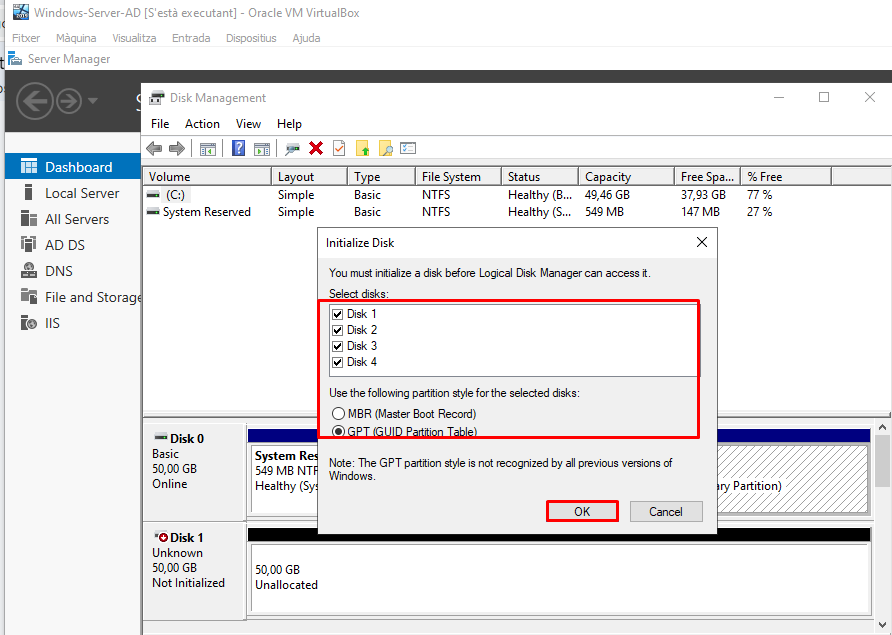 Windows-Server-AD [S'està executant] - Oracle VM VirtualBox
Fitxer Màquina Visualitza Entrada Dispositius Ajuda
Server Manager
Disk Management
File Action View Help
Dashboard
Local Server
All Servers
AD DS
DNS
File and Storage
IIS
Volume Layout Type File System Status Capacity Free Spa... % Free
(C:) Simple Basic NTFS Healthy (B... 49,46 GB 37,93 GB 77 %
System Reserved Simple Basic NTFS Healthy (S... 549 MB 147 MB 27 %
Initialize Disk
You must initialize a disk before Logical Disk Manager can access it.
Select disks:
Disk 1
Disk 2
Disk 3
Disk 4
Use the following partition style for the selected disks:
MBR (Master Boot Record)
GPT (GUID Partition Table)
Note: The GPT partition style is not recognized by all previous versions of
Windows.
OK Cancel
Disk 0
Basic
50,00 GB
Online
System Res
549 MB NTF
Healthy (Sys
ary Partition)
Disk 1
Unknown
50,00 GB
Not Initialized
50,00 GB
Unallocated